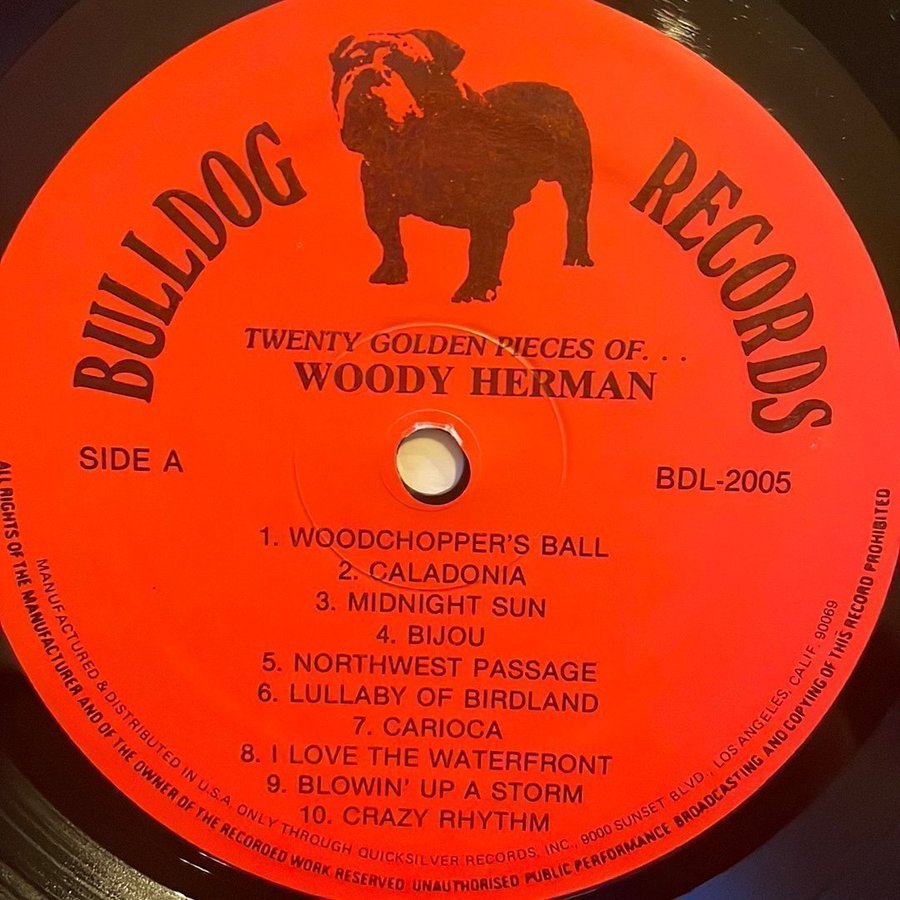 BULLDOG RECORDS
TWENTY GOLDEN PIECES OF. . .
WOODY HERMAN
SIDE A
BDL-2005
1. WOODCHOPPER'S BALL
2. CALADONIA
3. MIDNIGHT SUN
4. BIJOU
5. NORTHWEST PASSAGE
6. LULLABY OF BIRDLAND
7. CARIOCA
8. I LOVE THE WATERFRONT
9. BLOWIN' UP A STORM
10. CRAZY RHYTHM
MANUFACTURED & DISTRIBUTED IN U.S.A. ONLY THROUGH QUICKSILVER RECORDS, INC., 9000 SUNSET BLVD., LOS ANGELES, CALIF. 90069
ALL RIGHTS OF THE MANUFACTURER AND OF THE OWNER OF THE RECORDED WORK RESERVED UNAUTHORISED PUBLIC PERFORMANCE BROADCASTING AND COPYING OF THIS RECORD PROHIBITED